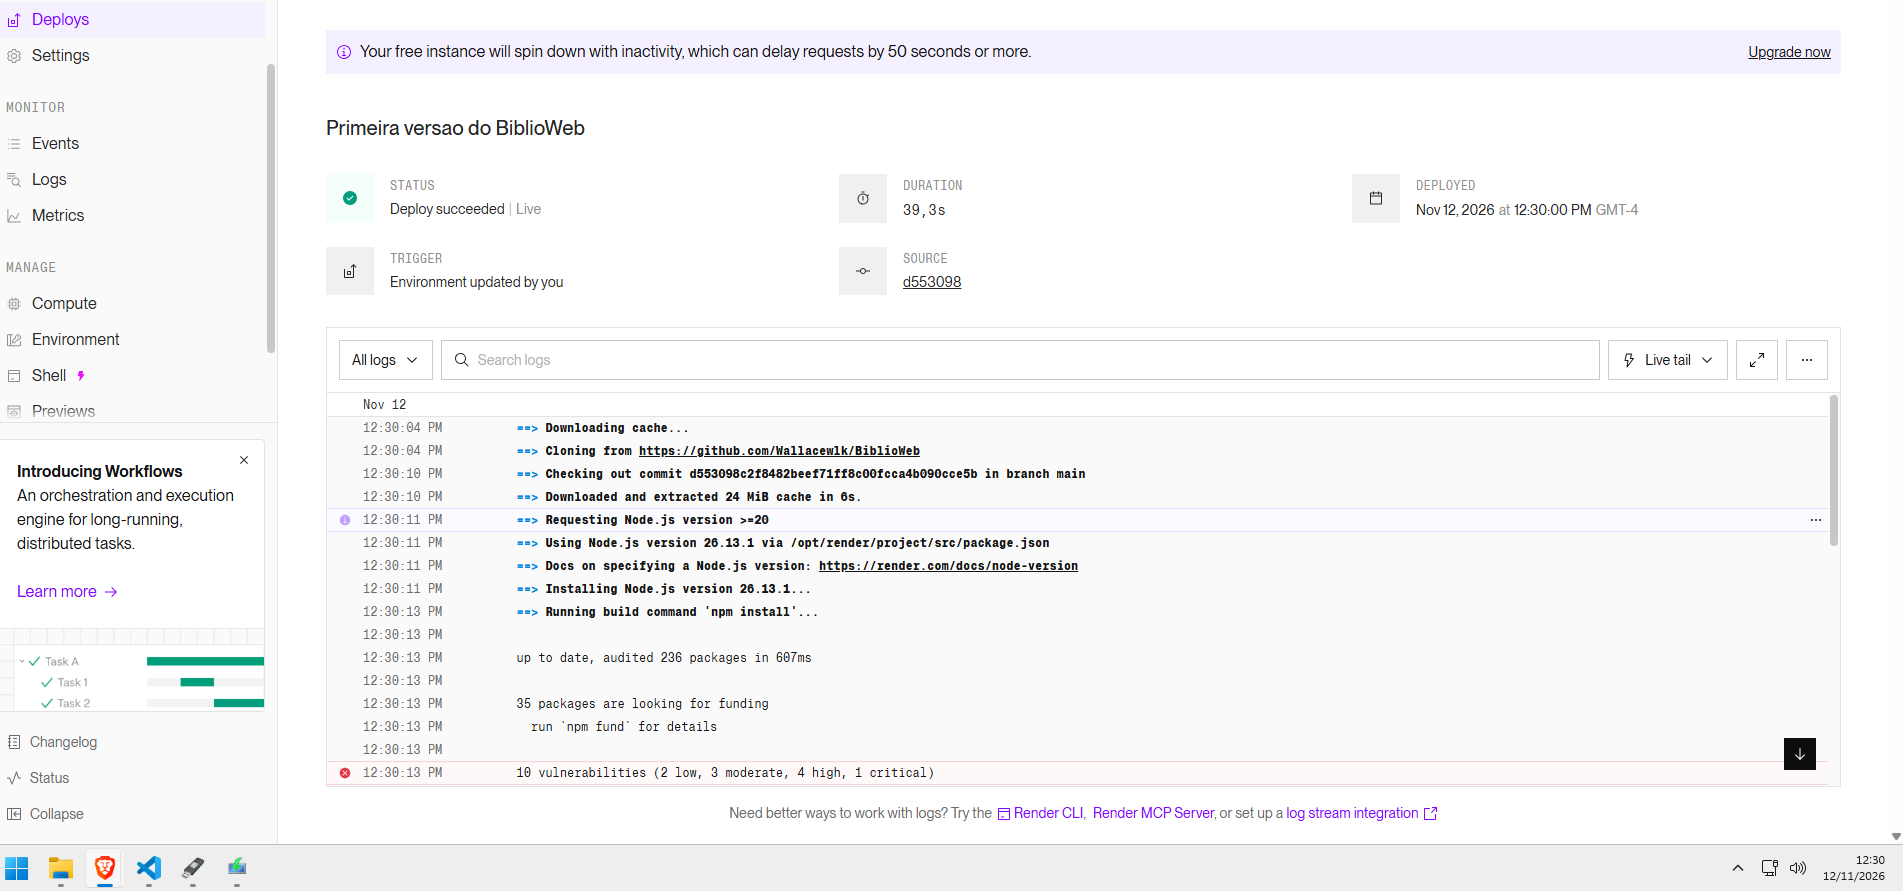 Deploys
Settings
MONITOR
Events
Logs
Metrics
MANAGE
Compute
Environment
Shell
Previews
Introducing Workflows
An orchestration and execution
engine for long-running,
distributed tasks.
Learn more →
Task A
Task 1
Task 2
Changelog
Status
Collapse
Your free instance will spin down with inactivity, which can delay requests by 50 seconds or more.
Upgrade now
Primeira versao do BiblioWeb
STATUS
Deploy succeeded | Live
DURATION
39,3s
DEPLOYED
Nov 12, 2026 at 12:30:00 PM GMT-4
TRIGGER
Environment updated by you
SOURCE
d553098
All logs
Search logs
Live tail
Nov 12
12:30:04 PM ==> Downloading cache...
12:30:04 PM ==> Cloning from https://github.com/Wallacewlk/BiblioWeb
12:30:10 PM ==> Checking out commit d553098c2f8482beef71ff8c00fcca4b090cce5b in branch main
12:30:10 PM ==> Downloaded and extracted 24 MiB cache in 6s.
12:30:11 PM ==> Requesting Node.js version >=20
12:30:11 PM ==> Using Node.js version 26.13.1 via /opt/render/project/src/package.json
12:30:11 PM ==> Docs on specifying a Node.js version: https://render.com/docs/node-version
12:30:11 PM ==> Installing Node.js version 26.13.1...
12:30:13 PM ==> Running build command 'npm install'...
12:30:13 PM
12:30:13 PM up to date, audited 236 packages in 607ms
12:30:13 PM
12:30:13 PM 35 packages are looking for funding
12:30:13 PM run `npm fund` for details
12:30:13 PM
12:30:13 PM 10 vulnerabilities (2 low, 3 moderate, 4 high, 1 critical)
Need better ways to work with logs? Try the Render CLI, Render MCP Server, or set up a log stream integration
12:30
12/11/2026